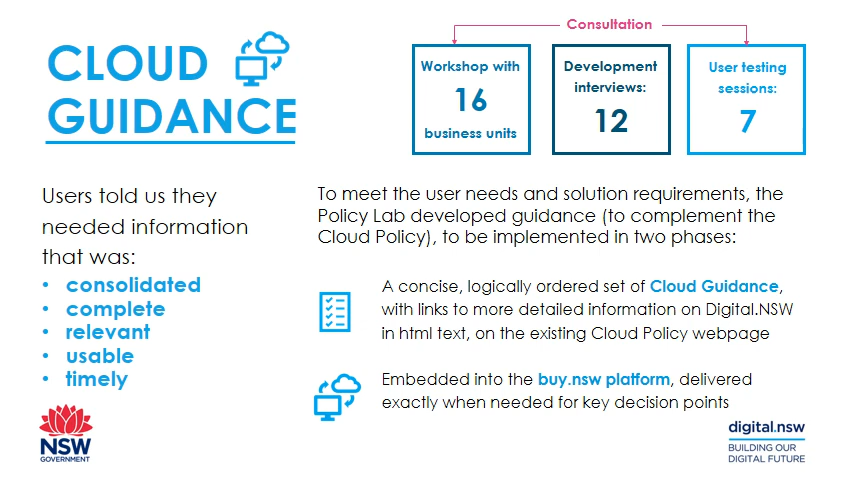 CLOUD
GUIDANCE
Consultation
Workshop with
16
business units
Development
interviews:
12
User testing
sessions:
7
Users told us they
needed information
that was:
• consolidated
• complete
• relevant
• usable
• timely
To meet the user needs and solution requirements, the
Policy Lab developed guidance (to complement the
Cloud Policy), to be implemented in two phases:
A concise, logically ordered set of Cloud Guidance,
with links to more detailed information on Digital.NSW
in html text, on the existing Cloud Policy webpage
Embedded into the buy.nsw platform, delivered
exactly when needed for key decision points
NSW
GOVERNMENT
digital.nsw
BUILDING OUR
DIGITAL FUTURE